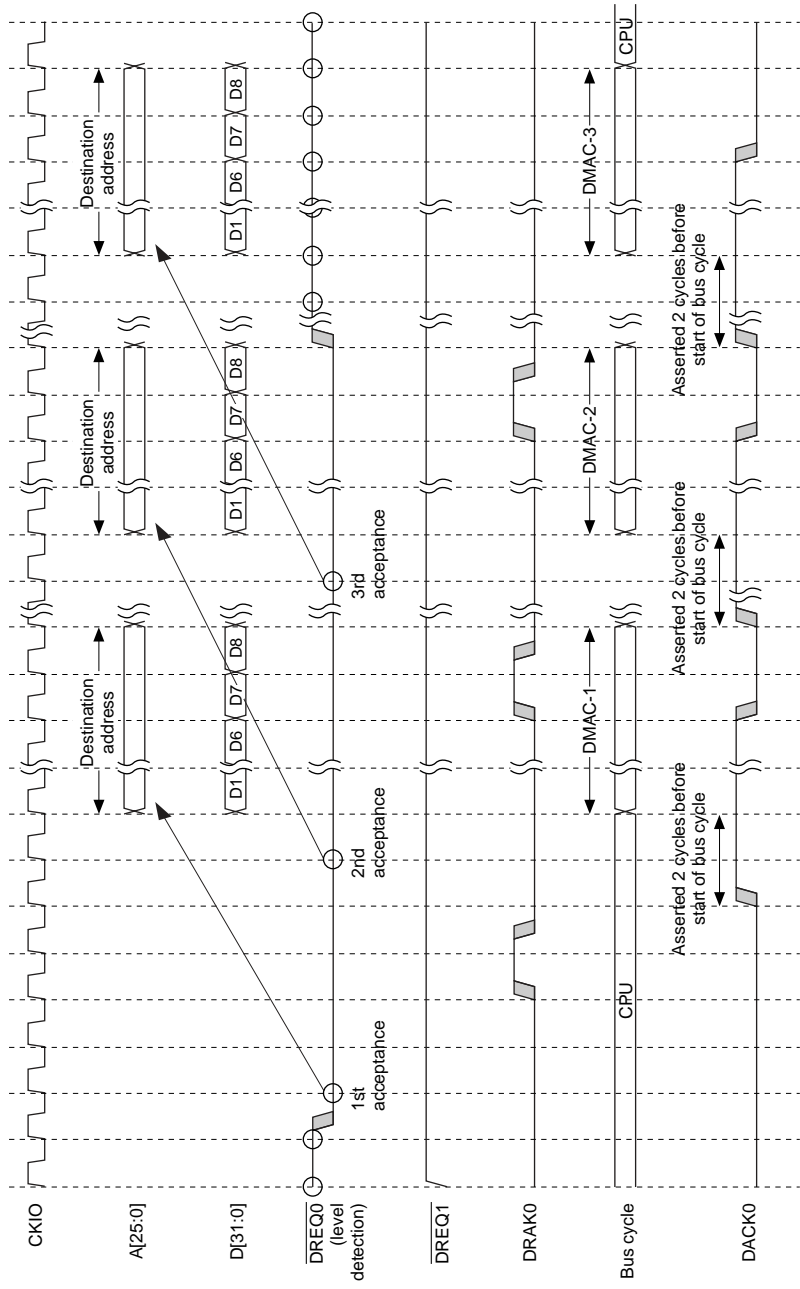 CKIO
Destination
address
Destination
address
Destination
address
A[25:0]
D[31:0]
D1
D6
D7
D8
D1
D6
D7
D8
D1
D6
D7
D8
DREQ0
(level
detection)
1st
acceptance
2nd
acceptance
3rd
acceptance
DREQ1
DRAK0
Bus cycle
CPU
DMAC-1
DMAC-2
DMAC-3
CPU
Asserted 2 cycles before
start of bus cycle
Asserted 2 cycles before
start of bus cycle
Asserted 2 cycles before
start of bus cycle
DACK0